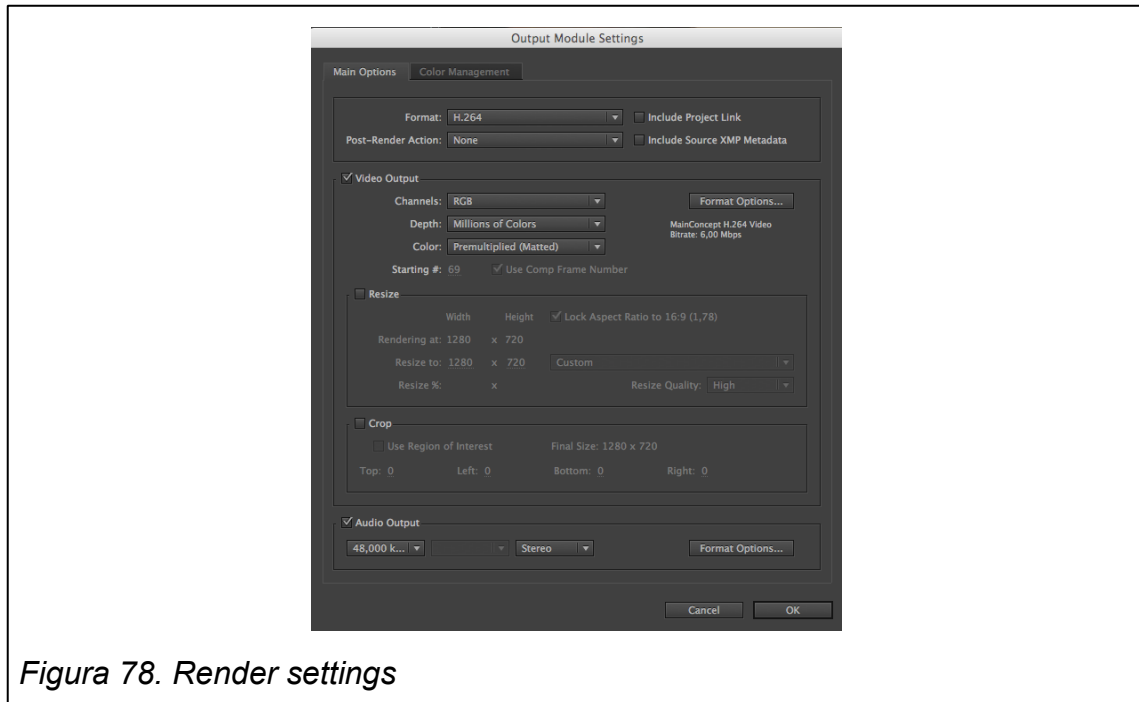 Output Module Settings
Main Options Color Management
Format: H.264 Include Project Link
Post-Render Action: None Include Source XMP Metadata
Video Output
Channels: RGB Format Options...
Depth: Millions of Colors MainConcept H.264 Video
Bitrate: 6,00 Mbps
Color: Premultiplied (Matted)
Starting #: 69 Use Comp Frame Number
Resize
Width Height Lock Aspect Ratio to 16:9 (1,78)
Rendering at: 1280 x 720
Resize to: 1280 x 720 Custom
Resize %: x Resize Quality: High
Crop
Use Region of Interest Final Size: 1280 x 720
Top: 0 Left: 0 Bottom: 0 Right: 0
Audio Output
48,000 k... Stereo Format Options...
Cancel OK
Figura 78. Render settings